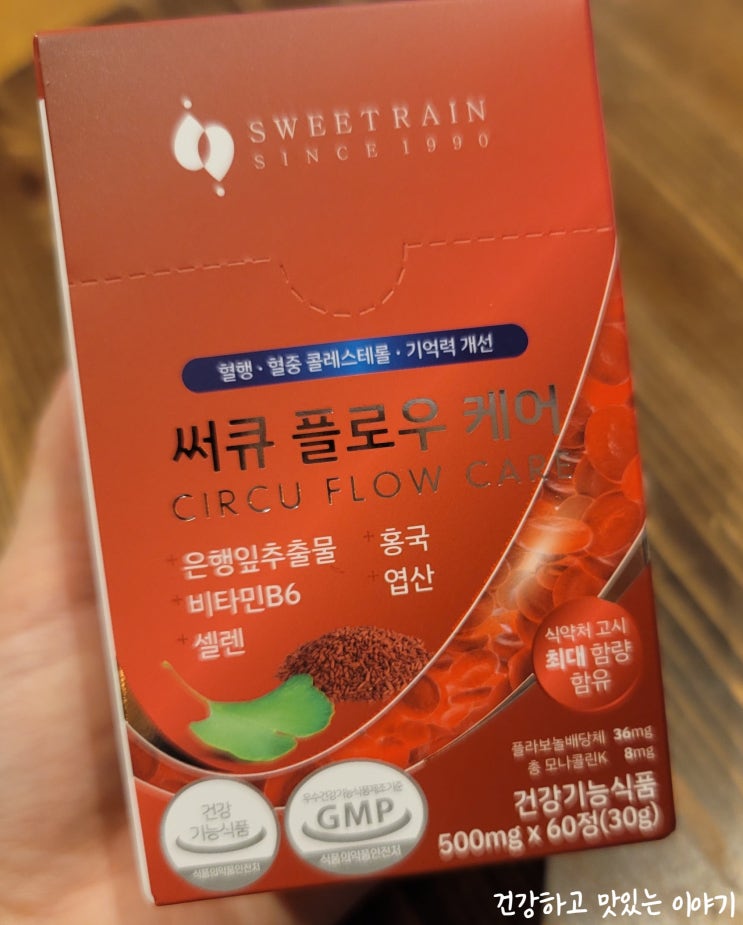 SWEETRAIN
SINCE 1990
혈행·혈중 콜레스테롤·기억력 개선
써큐 플로우 케어
CIRCU FLOW CARE
+은행잎추출물 +홍국
+비타민B6 +엽산
+셀렌
식약처 고시
최대 함량
함유
플라보놀배당체 36mg
총 모나콜린K 8mg
건강기능식품
500mg x 60정(30g)
건강
기능식품
식품의약품안전처
우수건강기능식품제조기준
GMP
식품의약품안전처
건강하고 맛있는 이야기